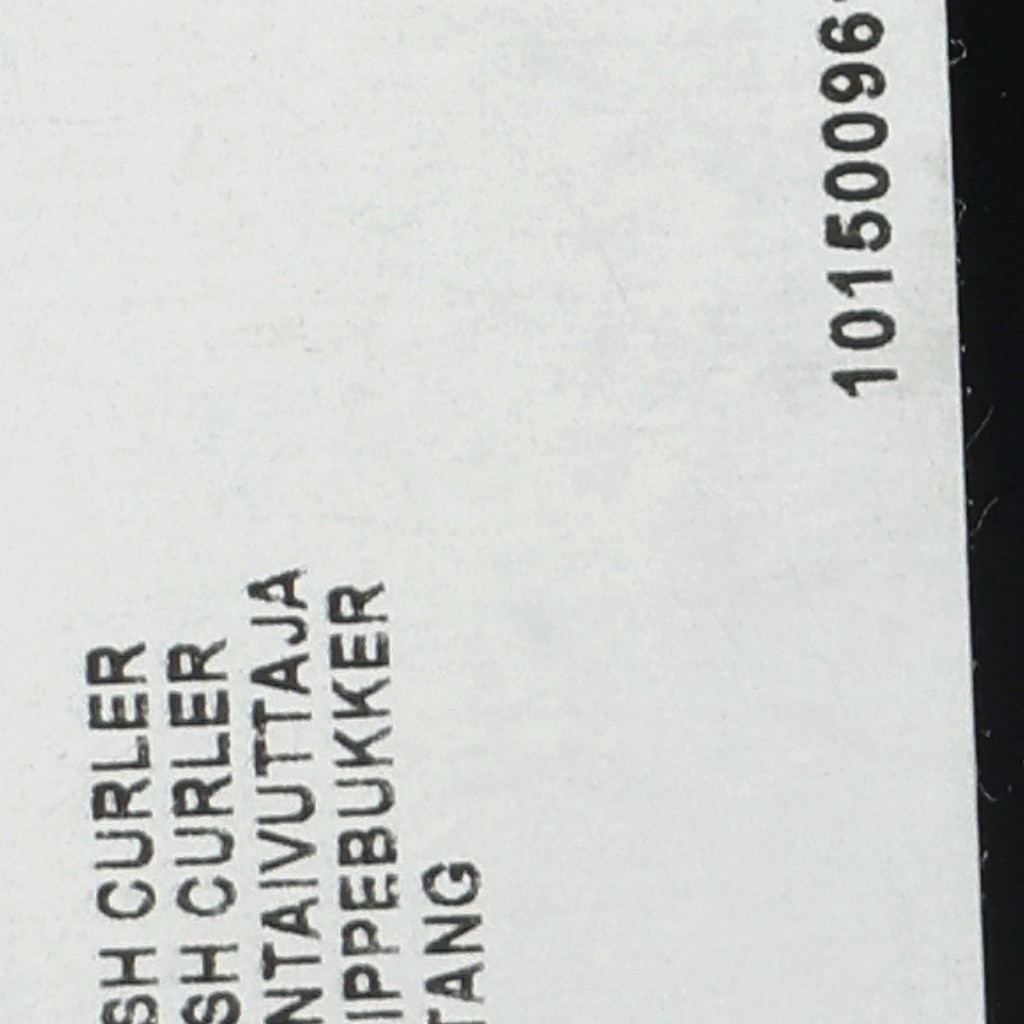 SH CURLER
SH CURLER
NTAIVUTTAJA
IPPEBUKKER
TANG
10150096